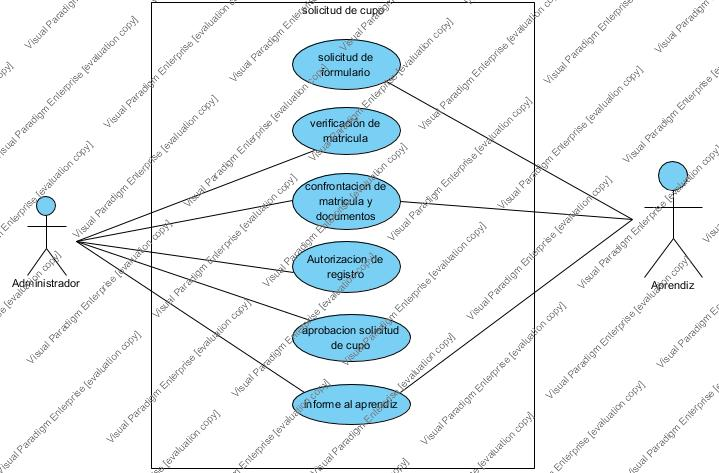 solicitud de cupo
solicitud de
formulario
verificacion de
matricula
confrontacion de
matricula y
documentos
Autorizacion de
registro
aprobacion solicitud
de cupo
informe al aprendiz
Administrador
Aprendiz
Visual Paradigm Enterprise [evaluation copy]